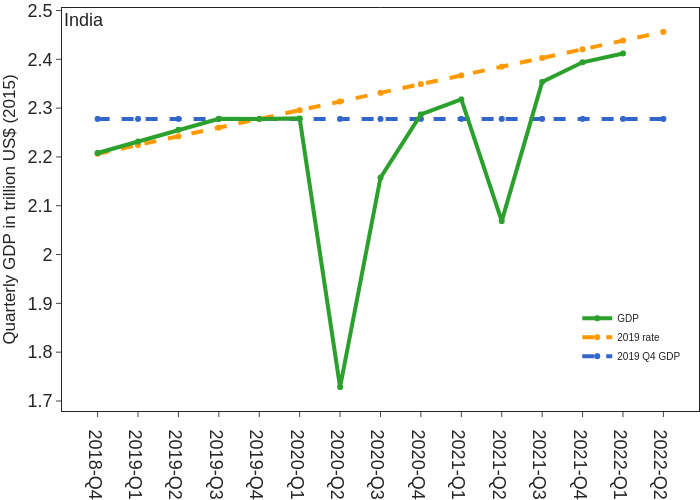 India
Quarterly GDP in trillion US$ (2015)
2.5
2.4
2.3
2.2
2.1
2
1.9
1.8
1.7
GDP
2019 rate
2019 Q4 GDP
2018-Q4
2019-Q1
2019-Q2
2019-Q3
2019-Q4
2020-Q1
2020-Q2
2020-Q3
2020-Q4
2021-Q1
2021-Q2
2021-Q3
2021-Q4
2022-Q1
2022-Q2